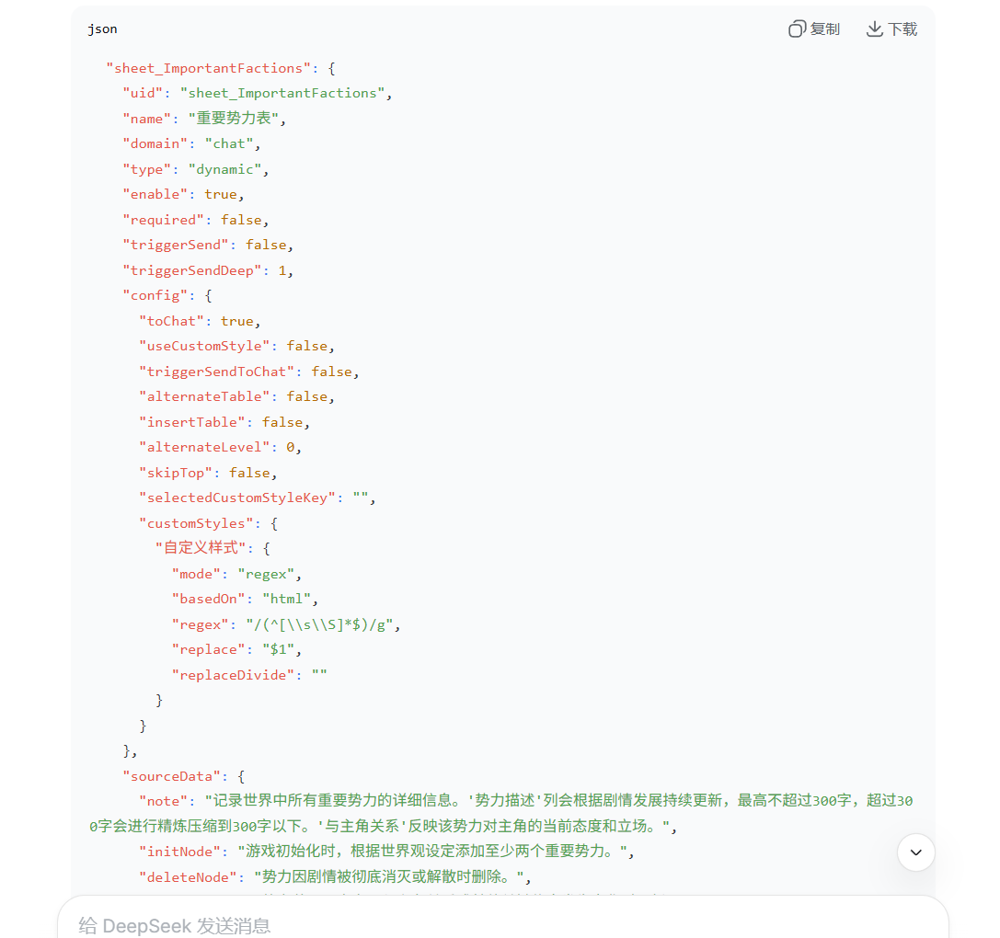 json
复制
下载
"sheet_ImportantFactions": {
"uid": "sheet_ImportantFactions",
"name": "重要势力表",
"domain": "chat",
"type": "dynamic",
"enable": true,
"required": false,
"triggerSend": false,
"triggerSendDeep": 1,
"config": {
"toChat": true,
"useCustomStyle": false,
"triggerSendToChat": false,
"alternateTable": false,
"insertTable": false,
"alternateLevel": 0,
"skipTop": false,
"selectedCustomStyleKey": "",
"customStyles": {
"自定义样式": {
"mode": "regex",
"basedOn": "html",
"regex": "/(^[\\s\\S]*$)/g",
"replace": "$1",
"replaceDivide": ""
}
}
},
"sourceData": {
"note": "记录世界中所有重要势力的详细信息。'势力描述'列会根据剧情发展持续更新，最高不超过300字，超过30
0字会进行精炼压缩到300字以下。'与主角关系'反映该势力对主角的当前态度和立场。",
"initNode": "游戏初始化时，根据世界观设定添加至少两个重要势力。",
"deleteNode": "势力因剧情被彻底消灭或解散时删除。",
给 DeepSeek 发送消息